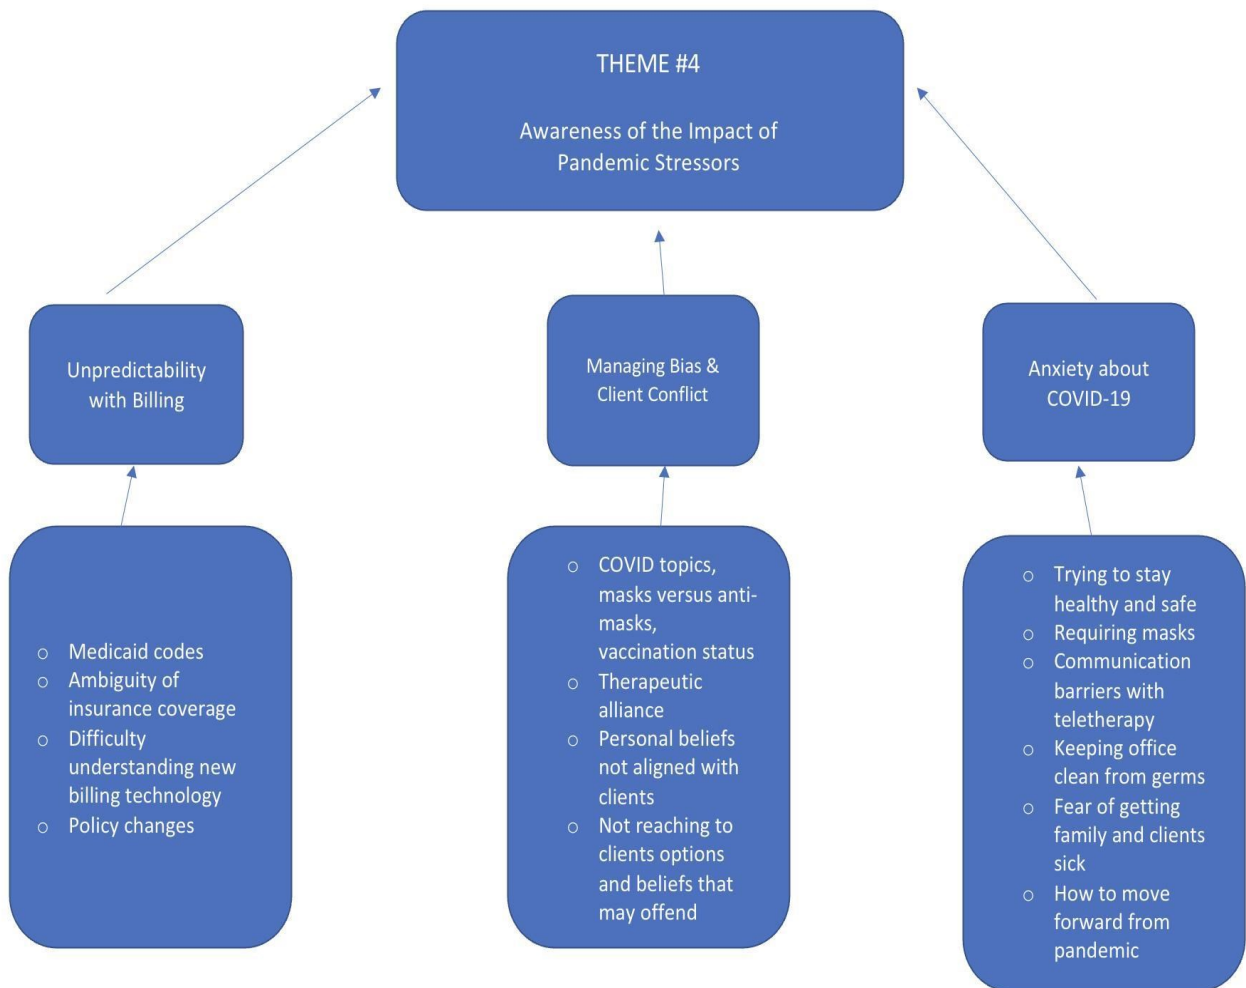 THEME #4
Awareness of the Impact of
Pandemic Stressors
Unpredictability
with Billing
Managing Bias &
Client Conflict
Anxiety about
COVID-19
o Medicaid codes
o Ambiguity of
insurance coverage
o Difficulty
understanding new
billing technology
o Policy changes
o COVID topics,
masks versus anti-
masks,
vaccination status
o Therapeutic
alliance
o Personal beliefs
not aligned with
clients
o Not reaching to
clients options
and beliefs that
may offend
o Trying to stay
healthy and safe
o Requiring masks
o Communication
barriers with
teletherapy
o Keeping office
clean from germs
o Fear of getting
family and clients
sick
o How to move
forward from
pandemic